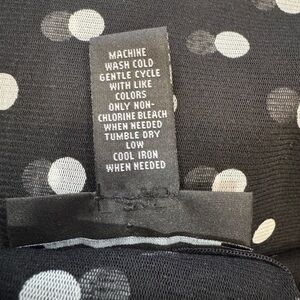 MACHINE
WASH COLD
GENTLE CYCLE
WITH LIKE
COLORS
ONLY NON-
CHLORINE BLEACH
WHEN NEEDED
TUMBLE DRY
LOW
COOL IRON
WHEN NEEDED